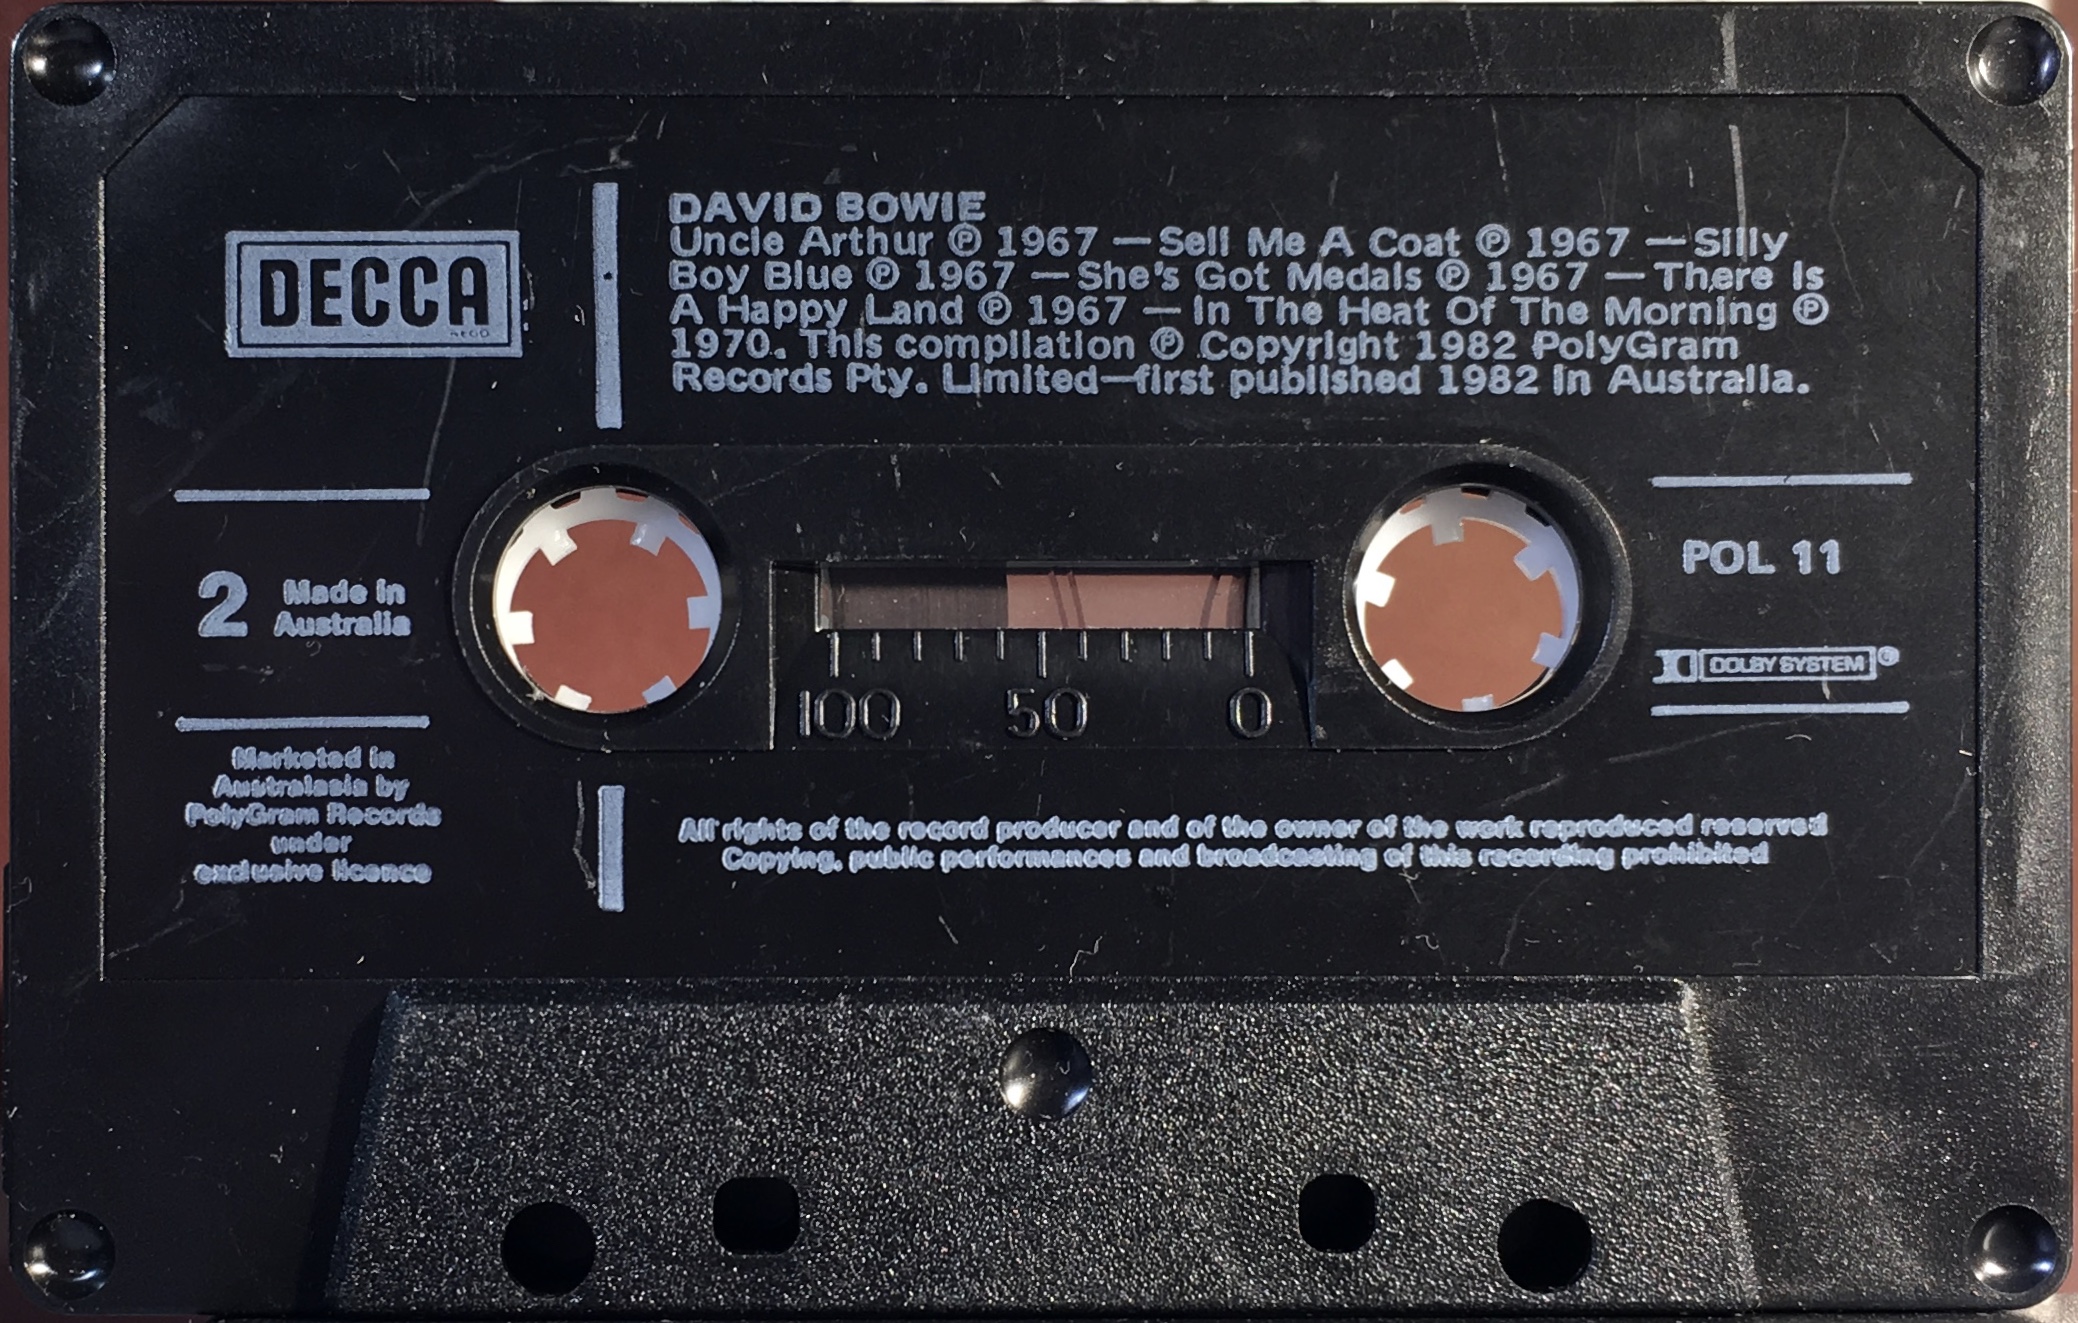 DECCA
REGD
DAVID BOWIE
Uncle Arthur ℗ 1967 — Sell Me A Coat ℗ 1967 — Silly
Boy Blue ℗ 1967 — She's Got Medals ℗ 1967 — There Is
A Happy Land ℗ 1967 — In The Heat Of The Morning ℗
1970. This compilation ℗ Copyright 1982 PolyGram
Records Pty. Limited—first published 1982 in Australia.
2
Made in
Australia
100 50 0
POL 11
DOLBY SYSTEM®
Marketed in
Australasia by
PolyGram Records
under
exclusive licence
All rights of the record producer and of the owner of the work reproduced reserved
Copying, public performances and broadcasting of this recording prohibited